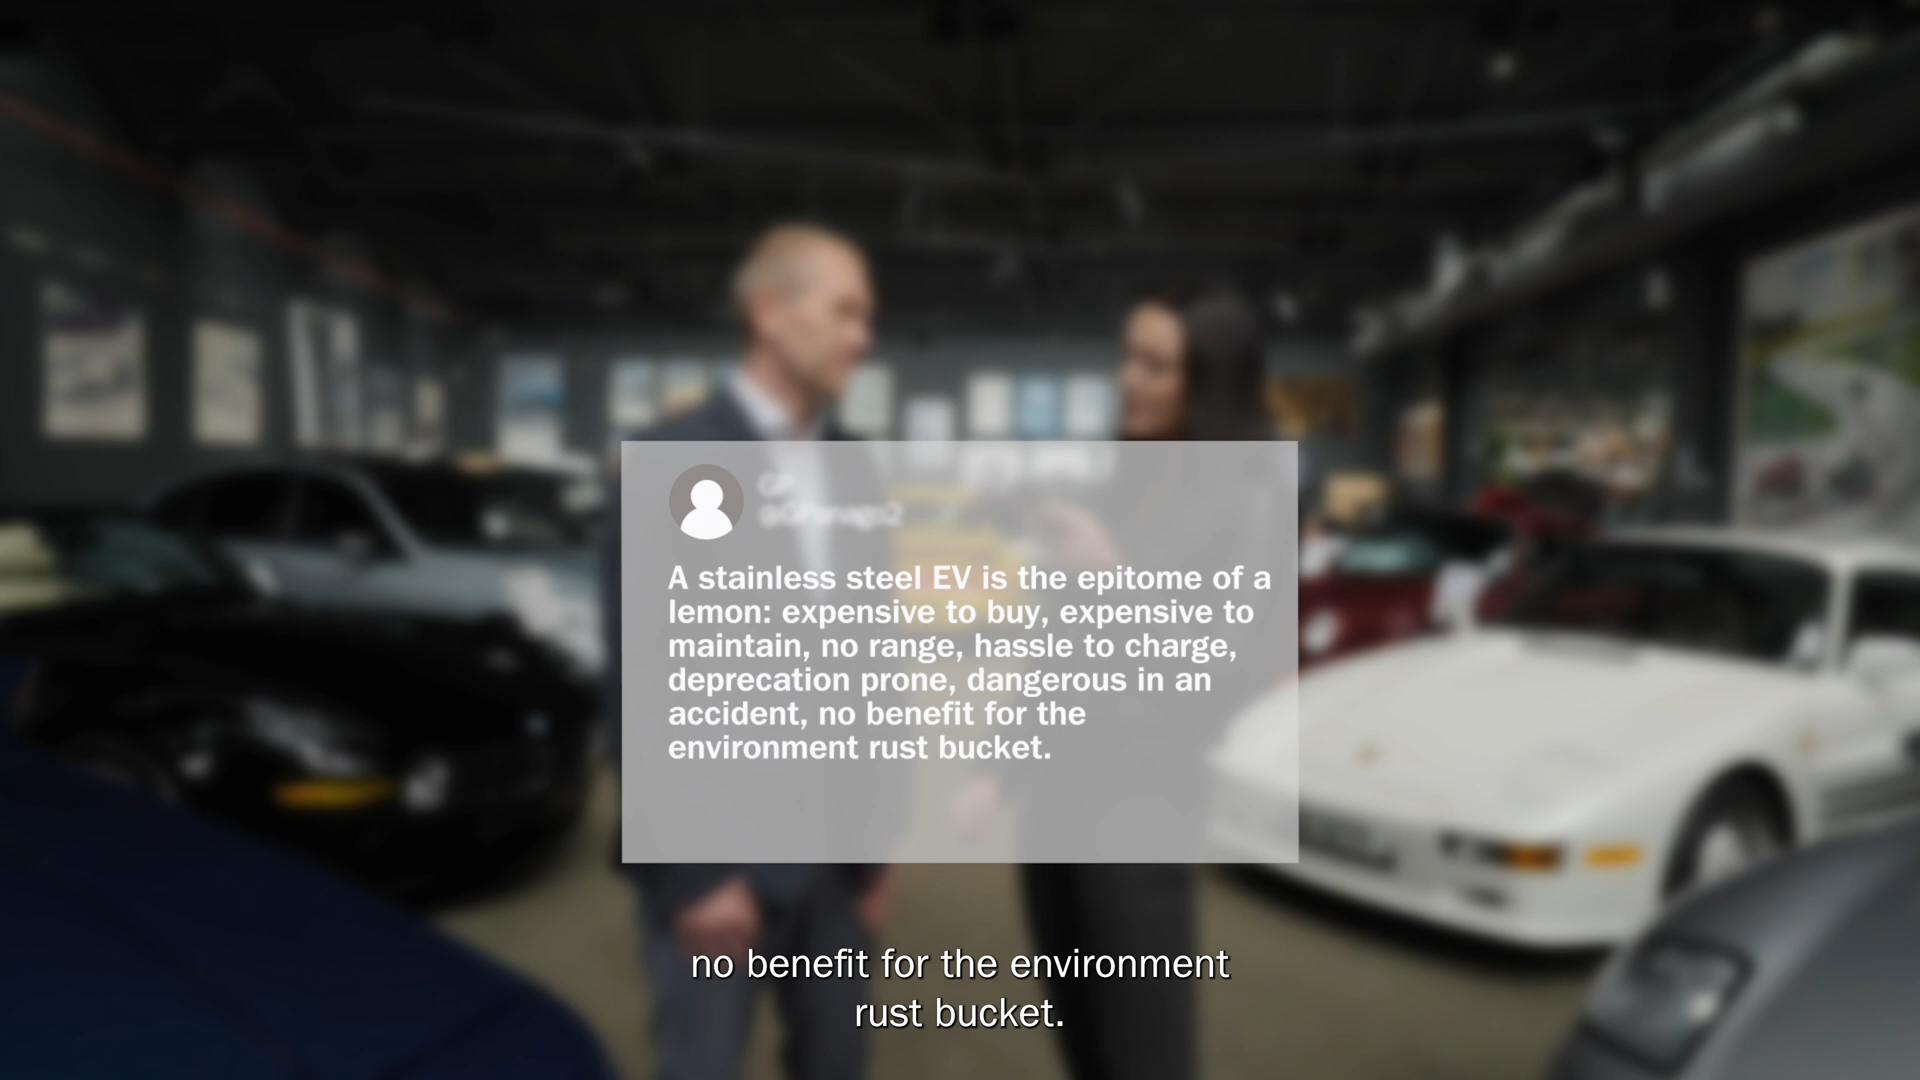 A stainless steel EV is the epitome of a
lemon: expensive to buy, expensive to
maintain, no range, hassle to charge,
deprecation prone, dangerous in an
accident, no benefit for the
environment rust bucket.
no benefit for the environment
rust bucket.